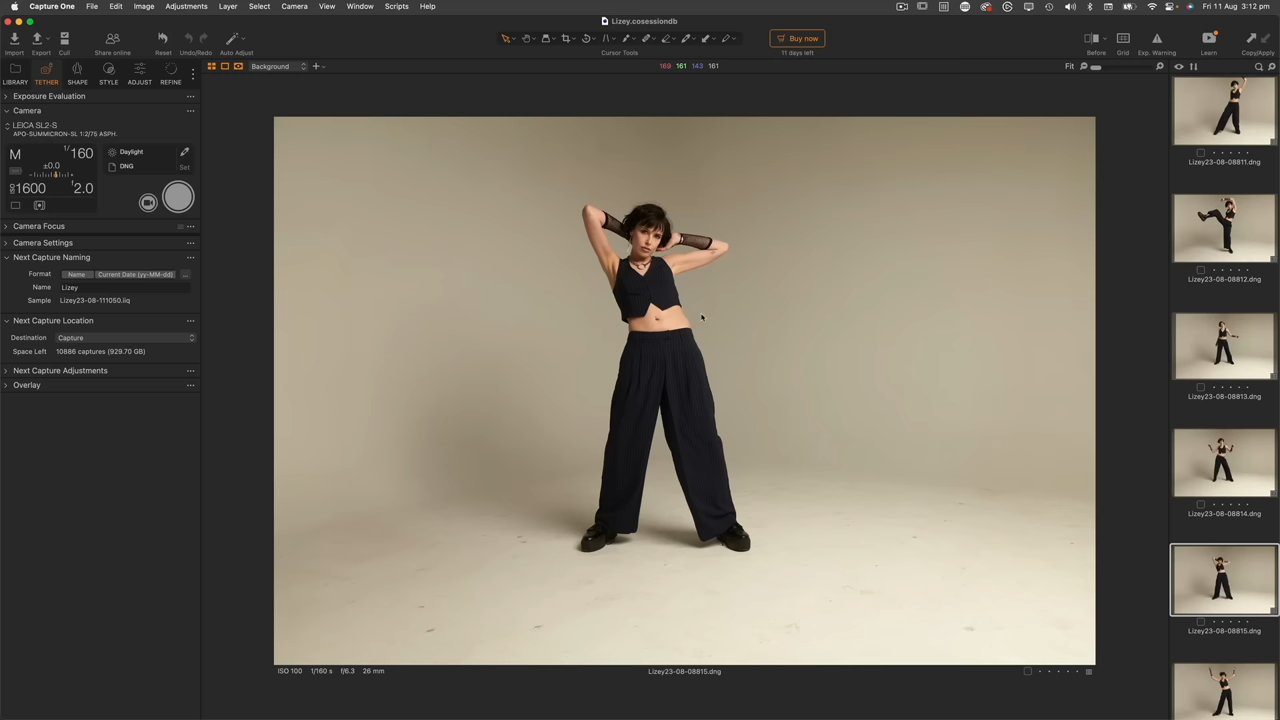 Capture One File Edit Image Adjustments Layer Select Camera View Window Scripts Help Fri 11 Aug 3:12 pm
Lizey.cosessiondb
Import Export Cull Share online Reset Undo/Redo Auto Adjust Cursor Tools Buy now 11 days left Before Grid Exp. Warning Learn Copy/Apply
LIBRARY TETHER SHAPE STYLE ADJUST REFINE
Background
169 161 143 161
Fit
Exposure Evaluation
Camera
LEICA SL2-S
APO-SUMMICRON-SL 1:2/75 ASPH.
M 1/160 Daylight
±0.0
DNG Set
ISO 1600 f2.0
Camera Focus
Camera Settings
Next Capture Naming
Format Name Current Date (yy-MM-dd) ...
Name Lizey
Sample Lizey23-08-111050.iiq
Next Capture Location
Destination Capture
Space Left 10886 captures (929.70 GB)
Next Capture Adjustments
Overlay
ISO 100 1/160 s f/6.3 26 mm
Lizey23-08-08815.dng
Lizey23-08-08811.dng
Lizey23-08-08812.dng
Lizey23-08-08813.dng
Lizey23-08-08814.dng
Lizey23-08-08815.dng